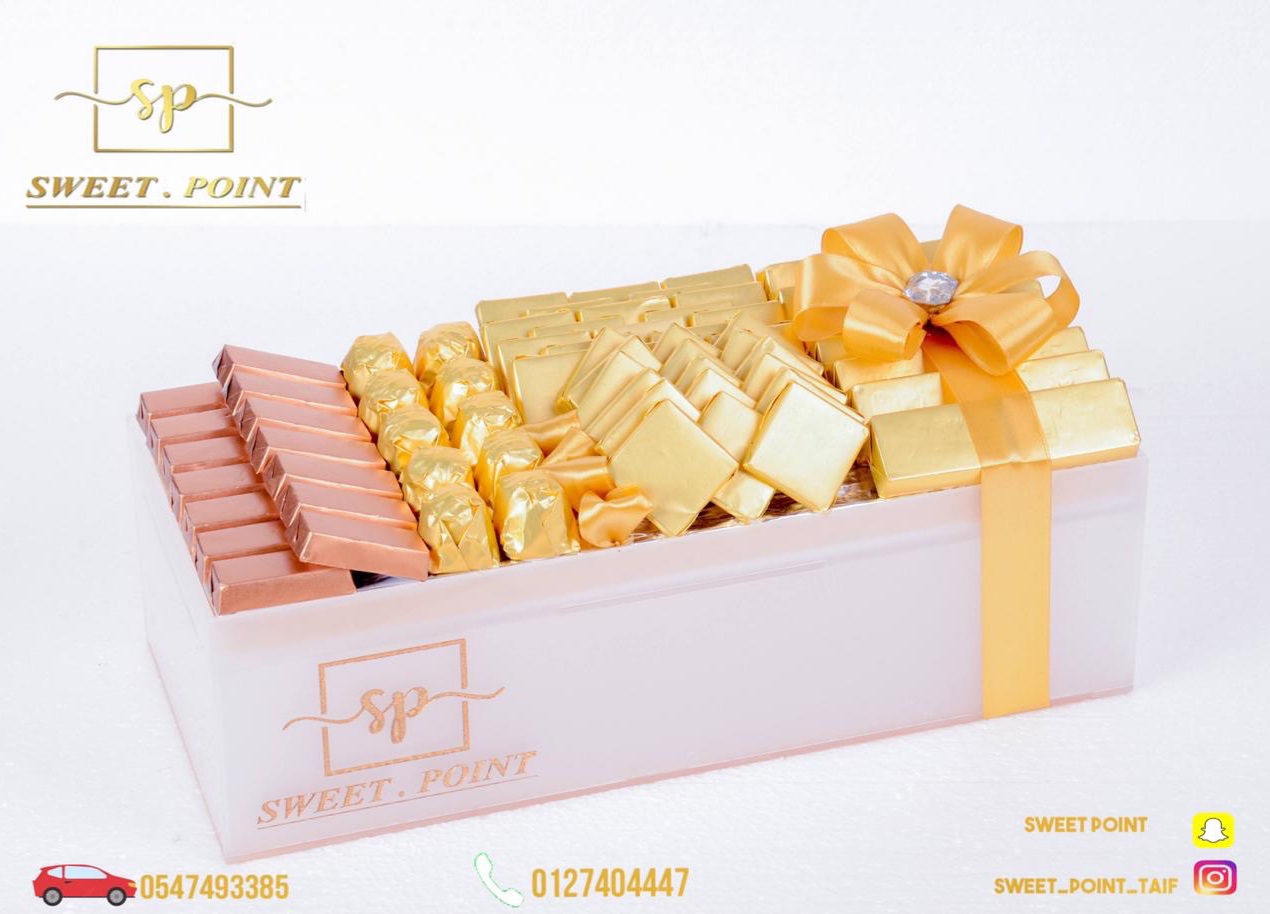 sp
SWEET . POINT
sp
SWEET . POINT
SWEET POINT
0547493385
0127404447
SWEET_POINT_TAIF